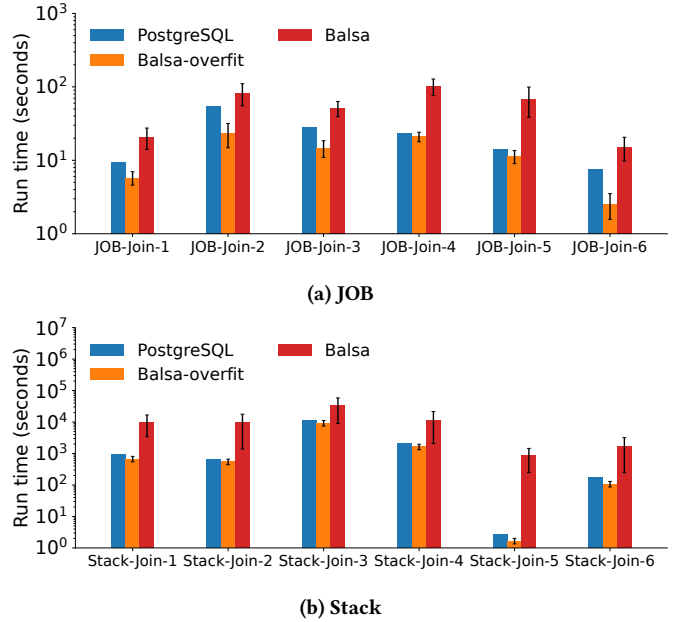 Run time (seconds)
10^3
10^2
10^1
10^0
PostgreSQL
Balsa-overfit
Balsa
JOB-Join-1 JOB-Join-2 JOB-Join-3 JOB-Join-4 JOB-Join-5 JOB-Join-6
(a) JOB
Run time (seconds)
10^7
10^6
10^5
10^4
10^3
10^2
10^1
10^0
PostgreSQL
Balsa-overfit
Balsa
Stack-Join-1 Stack-Join-2 Stack-Join-3 Stack-Join-4 Stack-Join-5 Stack-Join-6
(b) Stack